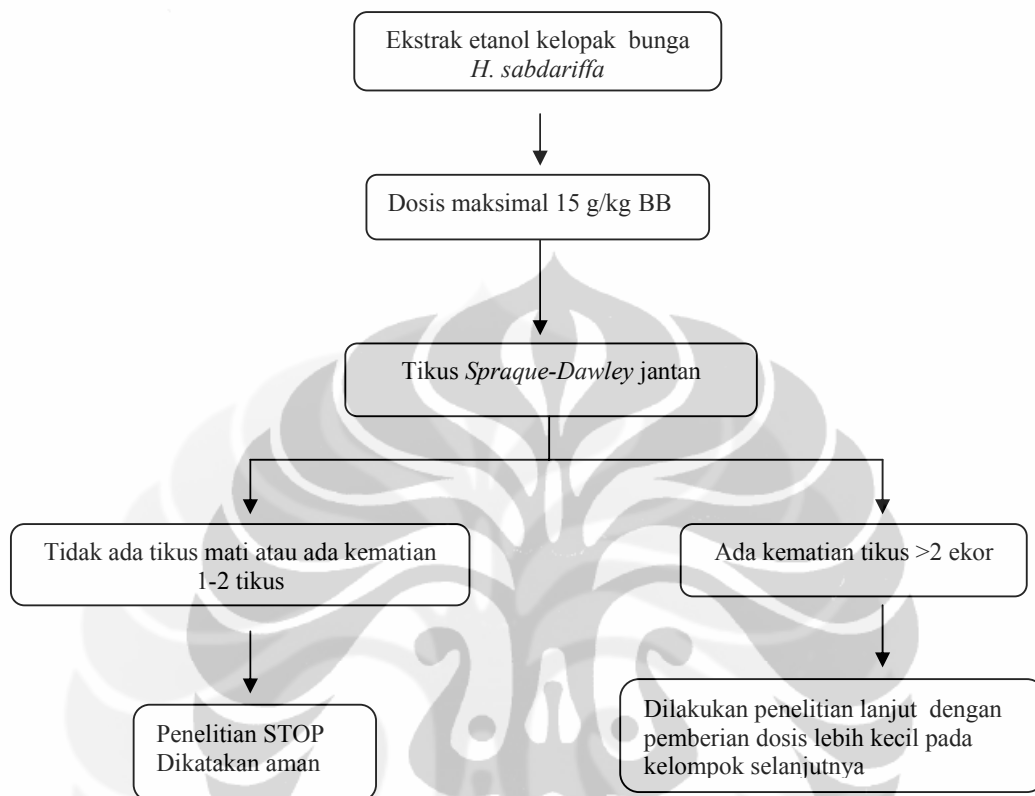 Ekstrak etanol kelopak bunga
H. sabdariffa
Dosis maksimal 15 g/kg BB
Tikus Spraque-Dawley jantan
Tidak ada tikus mati atau ada kematian
1-2 tikus
Ada kematian tikus >2 ekor
Penelitian STOP
Dikatakan aman
Dilakukan penelitian lanjut dengan
pemberian dosis lebih kecil pada
kelompok selanjutnya